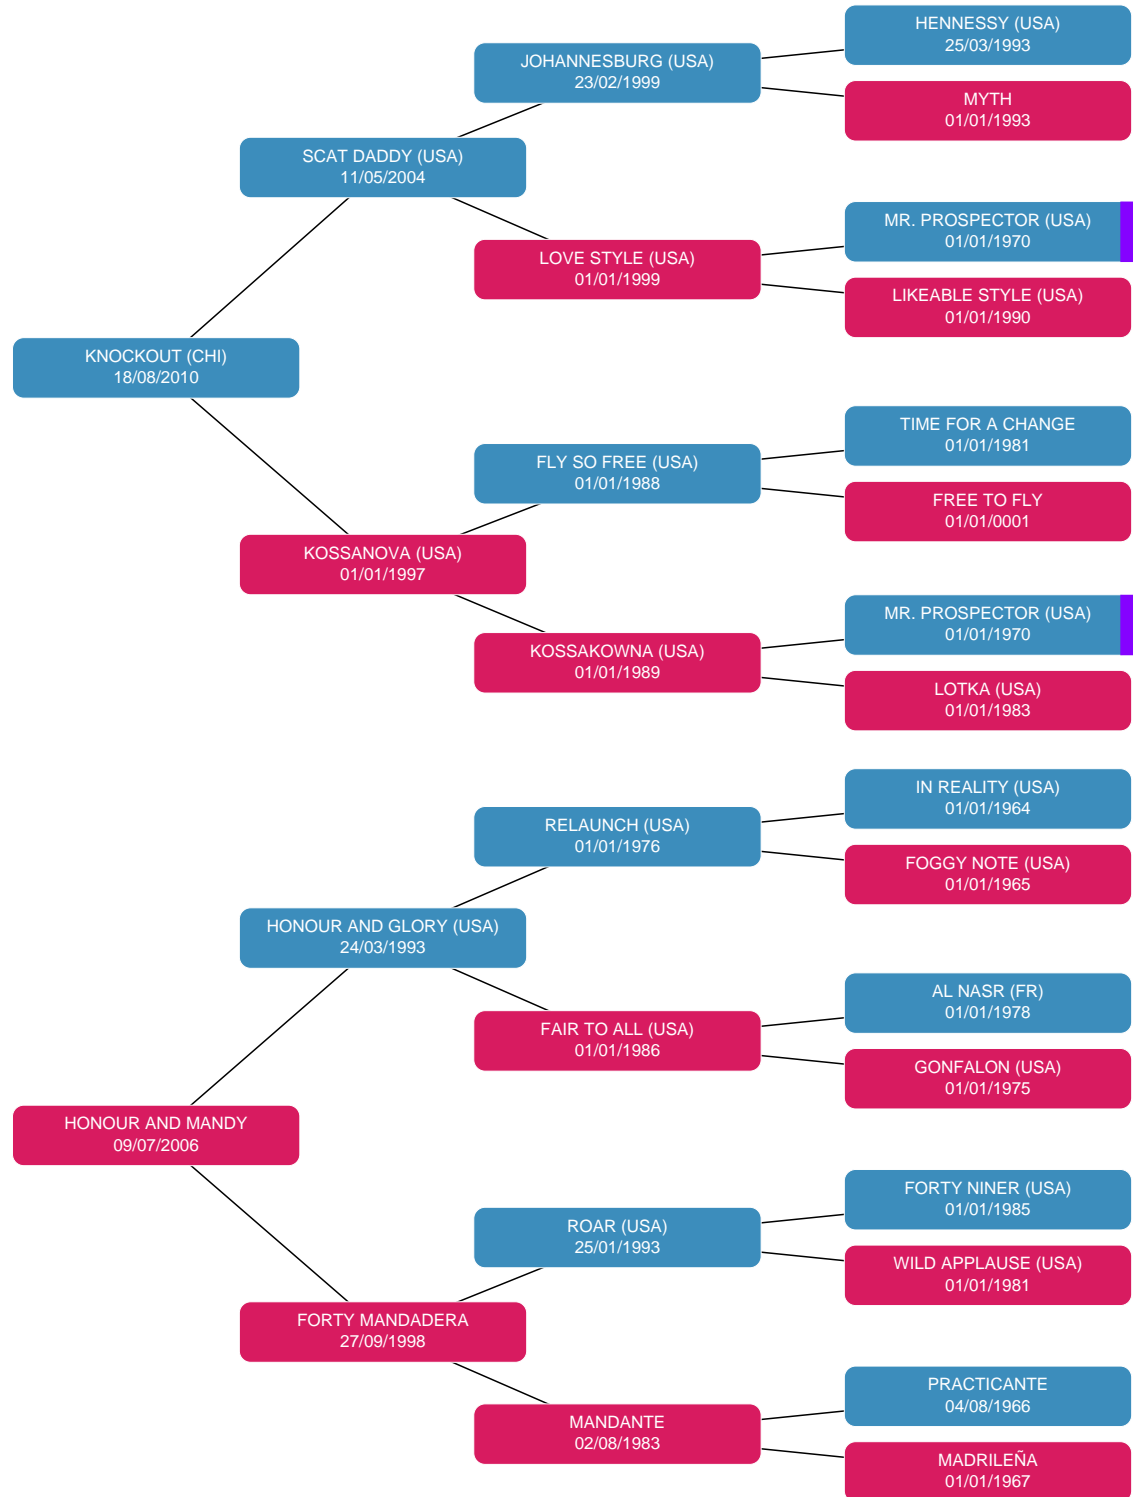 HENNESSY (USA)
25/03/1993
JOHANNESBURG (USA)
23/02/1999
MYTH
01/01/1993
SCAT DADDY (USA)
11/05/2004
MR. PROSPECTOR (USA)
01/01/1970
LOVE STYLE (USA)
01/01/1999
LIKEABLE STYLE (USA)
01/01/1990
KNOCKOUT (CHI)
18/08/2010
TIME FOR A CHANGE
01/01/1981
FLY SO FREE (USA)
01/01/1988
FREE TO FLY
01/01/0001
KOSSANOVA (USA)
01/01/1997
MR. PROSPECTOR (USA)
01/01/1970
KOSSAKOWNA (USA)
01/01/1989
LOTKA (USA)
01/01/1983
IN REALITY (USA)
01/01/1964
RELAUNCH (USA)
01/01/1976
FOGGY NOTE (USA)
01/01/1965
HONOUR AND GLORY (USA)
24/03/1993
AL NASR (FR)
01/01/1978
FAIR TO ALL (USA)
01/01/1986
GONFALON (USA)
01/01/1975
HONOUR AND MANDY
09/07/2006
FORTY NINER (USA)
01/01/1985
ROAR (USA)
25/01/1993
WILD APPLAUSE (USA)
01/01/1981
FORTY MANDADERA
27/09/1998
PRACTICANTE
04/08/1966
MANDANTE
02/08/1983
MADRILEÑA
01/01/1967